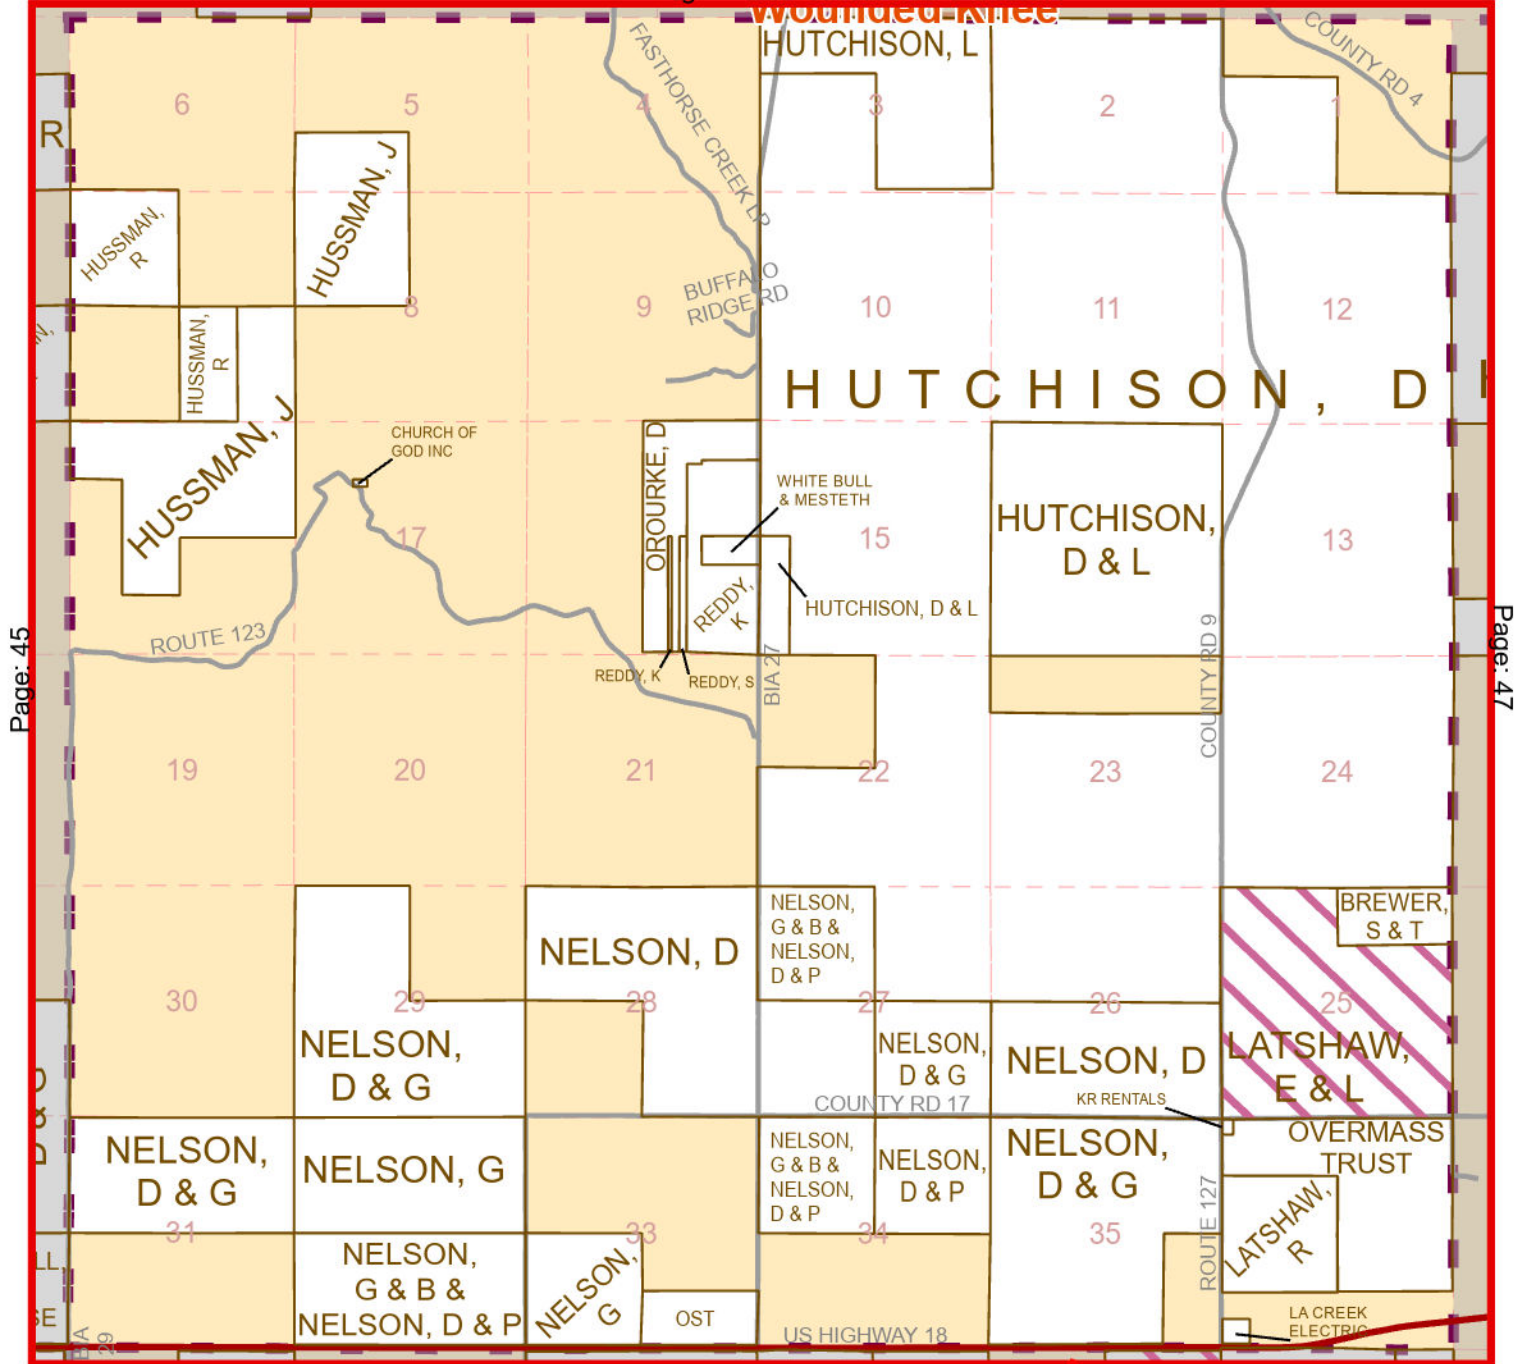 Wounded Knee
HUTCHISON, L
COUNTY RD 4
FASTHORSE CREEK LP
6
5
4
3
2
1
R
HUSSMAN, J
HUSSMAN,
R
BUFFALO
RIDGE RD
8
9
10
11
12
HUSSMAN,
R
HUTCHISON, D
HUSSMAN, J
CHURCH OF
GOD INC
OROURKE, D
WHITE BULL
& MESTETH
17
15
HUTCHISON,
D & L
13
REDDY,
K
HUTCHISON, D & L
ROUTE 123
REDDY, K
REDDY, S
BIA 27
COUNTY RD 9
Page: 45
Page: 47
19
20
21
22
23
24
NELSON, D
NELSON,
G & B &
NELSON,
D & P
BREWER,
S & T
30
29
28
27
26
25
NELSON,
D & G
NELSON,
D & G
NELSON, D
LATSHAW,
E & L
D & G
COUNTY RD 17
KR RENTALS
NELSON,
D & G
NELSON, G
NELSON,
G & B &
NELSON,
D & P
NELSON,
D & P
NELSON,
D & G
OVERMASS
TRUST
ROUTE 127
LATSHAW,
R
31
33
34
35
LL,
SE
NELSON,
G & B &
NELSON, D & P
NELSON,
G
OST
LA CREEK
ELECTRIC
BIA
29
US HIGHWAY 18